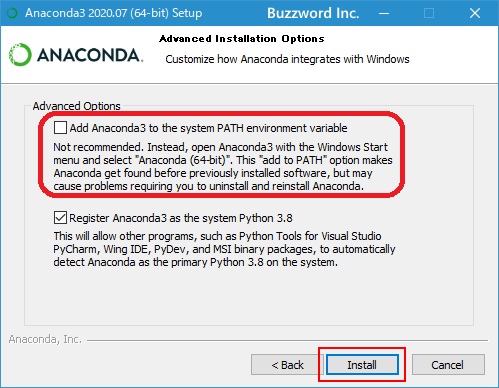 Anaconda3 2020.07 (64-bit) Setup Buzzword Inc.
ANACONDA.
Advanced Installation Options
Customize how Anaconda integrates with Windows
Advanced Options
Add Anaconda3 to the system PATH environment variable
Not recommended. Instead, open Anaconda3 with the Windows Start
menu and select "Anaconda (64-bit)". This "add to PATH" option makes
Anaconda get found before previously installed software, but may
cause problems requiring you to uninstall and reinstall Anaconda.
Register Anaconda3 as the system Python 3.8
This will allow other programs, such as Python Tools for Visual Studio
PyCharm, Wing IDE, PyDev, and MSI binary packages, to automatically
detect Anaconda as the primary Python 3.8 on the system.
Anaconda, Inc.
< Back Install Cancel